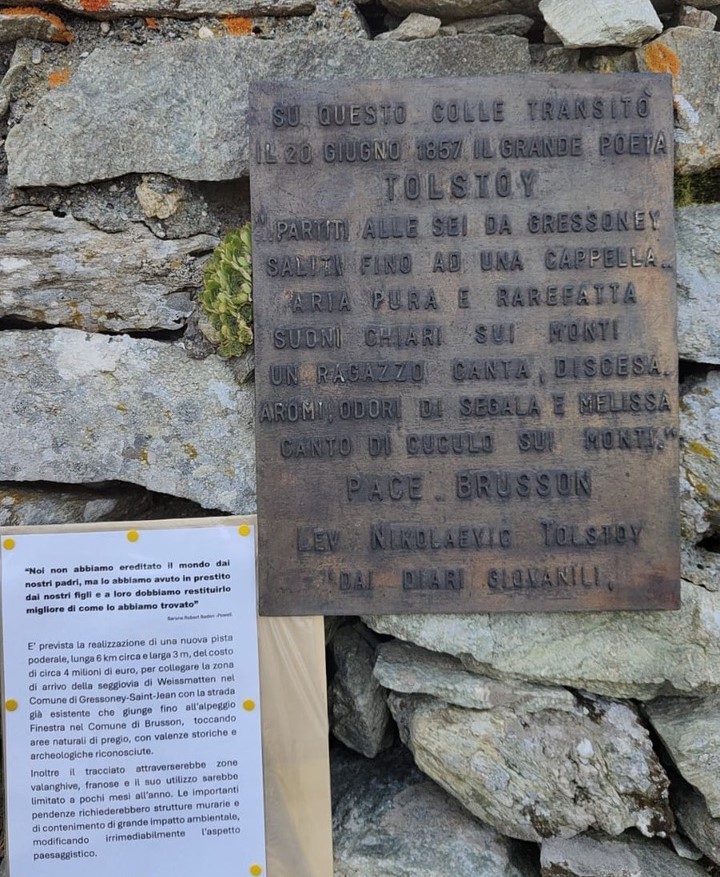 SU QUESTO COLLE TRANSITÒ
IL 20 GIUGNO 1857 IL GRANDE POETA
TOLSTOY
"PARTITI ALLE SEI DA GRESSONEY
SALITI FINO AD UNA CAPPELLA..
ARIA PURA E RAREFATTA
SUONI CHIARI SUI MONTI
UN RAGAZZO CANTA, DISCESA.
AROMI, ODORI DI SEGALA E MELISSA
CANTO DI CUCULO SUI MONTI."
PACE BRUSSON
LEV NIKOLAEVIC TOLSTOY
"DAI DIARI GIOVANILI,
"Noi non abbiamo ereditato il mondo dai
nostri padri, ma lo abbiamo avuto in prestito
dai nostri figli e a loro dobbiamo restituirlo
migliore di come lo abbiamo trovato"
Robert Baden
E' prevista la realizzazione di una nuova pista
poderale, lunga 6 km circa e larga 3 m, del costo
di circa 4 milioni di euro, per collegare la zona
di arrivo della seggiovia di Weissmatten nel
Comune di Gressoney-Saint-Jean con la strada
già esistente che giunge fino all'alpeggio
Finestra nel Comune di Brusson, toccando
aree naturali di pregio, con valenze storiche e
archeologiche riconosciute.
Inoltre il tracciato attraverserebbe zone
valanghive, franose e il suo utilizzo sarebbe
limitato a pochi mesi all'anno. Le importanti
pendenze richiederebbero strutture murarie e
di contenimento di grande impatto ambientale,
modificando irrimediabilmente l'aspetto
paesaggistico.